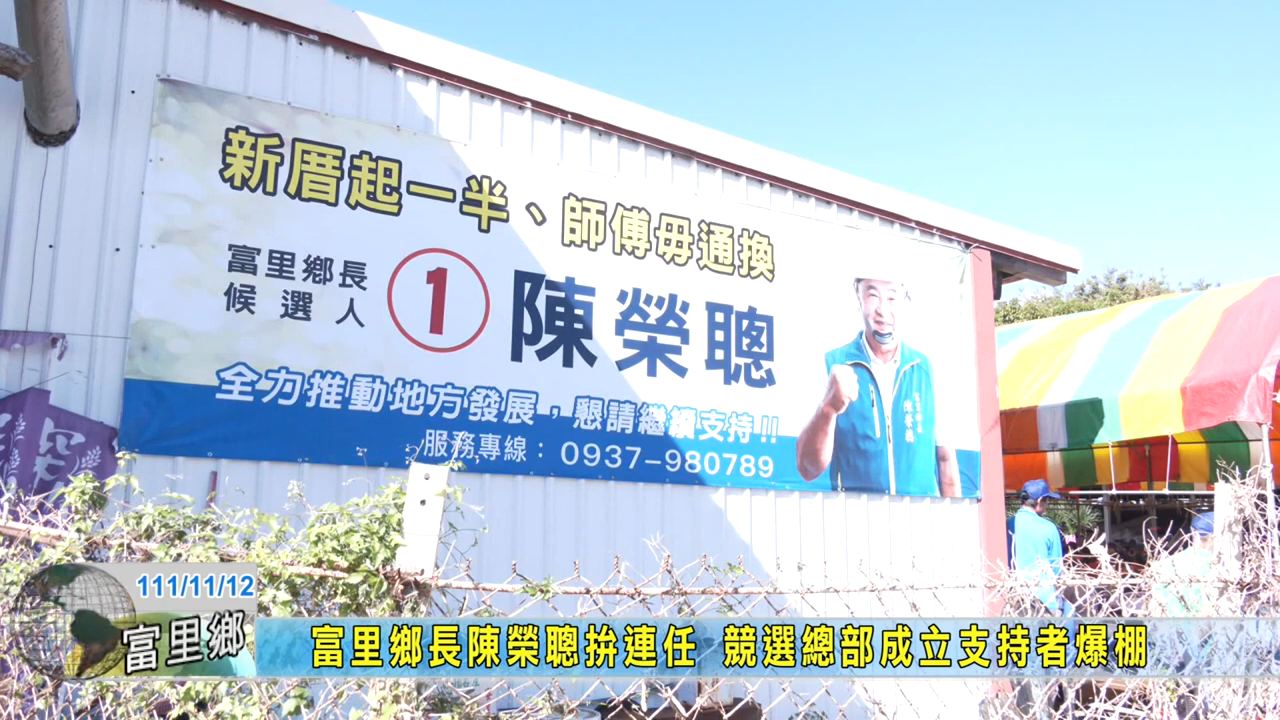 新厝起一半、師傅毋通換
富里鄉長
候選人
1
陳榮聰
全力推動地方發展，懇請繼續支持!!
服務專線：0937-980789
111/11/12
富里鄉
富里鄉長陳榮聰拚連任 競選總部成立支持者爆棚